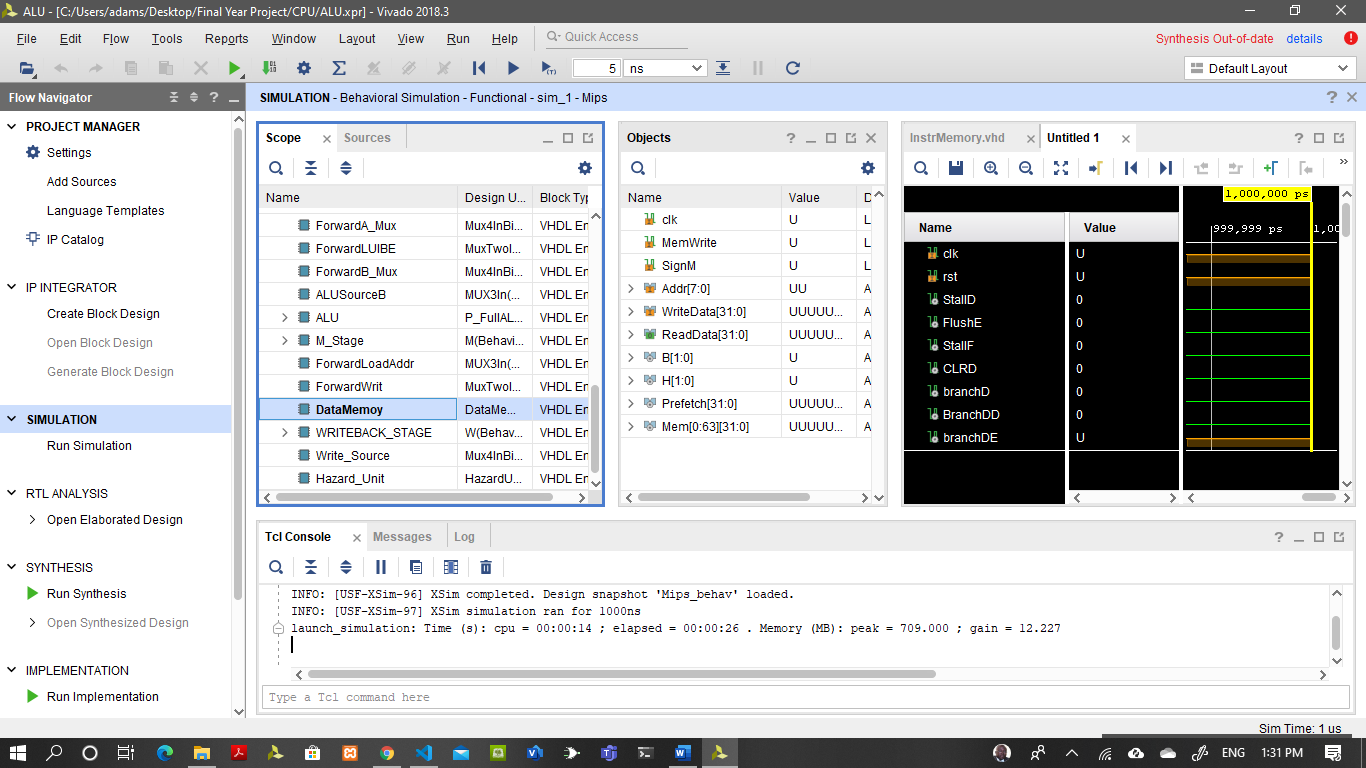 ALU - [C:/Users/adams/Desktop/Final Year Project/CPU/ALU.xpr] - Vivado 2018.3
File Edit Flow Tools Reports Window Layout View Run Help Quick Access
Synthesis Out-of-date details
5 ns
Default Layout
Flow Navigator
SIMULATION - Behavioral Simulation - Functional - sim_1 - Mips
PROJECT MANAGER
Settings
Add Sources
Language Templates
IP Catalog
IP INTEGRATOR
Create Block Design
Open Block Design
Generate Block Design
SIMULATION
Run Simulation
RTL ANALYSIS
Open Elaborated Design
SYNTHESIS
Run Synthesis
Open Synthesized Design
IMPLEMENTATION
Run Implementation
Scope Sources
Name Design U... Block Typ
ForwardA_Mux Mux4InBi... VHDL En
ForwardLUIBE MuxTwoI... VHDL En
ForwardB_Mux Mux4InBi... VHDL En
ALUSourceB MUX3In(... VHDL En
ALU P_FullAL... VHDL En
M_Stage M(Behavi... VHDL En
ForwardLoadAddr MUX3In(... VHDL En
ForwardWrit MuxTwoI... VHDL En
DataMemoy DataMe... VHDL En
WRITEBACK_STAGE W(Behav... VHDL En
Write_Source Mux4InBi... VHDL En
Hazard_Unit HazardU... VHDL En
Objects
Name Value D
clk U L
MemWrite U L
SignM U L
Addr[7:0] UU A
WriteData[31:0] UUUUU... A
ReadData[31:0] UUUUU... A
B[1:0] U A
H[1:0] U A
Prefetch[31:0] UUUUU... A
Mem[0:63][31:0] UUUUU... A
InstrMemory.vhd Untitled 1
1,000,000 ps
Name Value 999,999 ps 1,00
clk U
rst U
StallD 0
FlushE 0
StallF 0
CLRD 0
branchD 0
BranchDD 0
branchDE U
Tcl Console Messages Log
INFO: [USF-XSim-96] XSim completed. Design snapshot 'Mips_behav' loaded.
INFO: [USF-XSim-97] XSim simulation ran for 1000ns
launch_simulation: Time (s): cpu = 00:00:14 ; elapsed = 00:00:26 . Memory (MB): peak = 709.000 ; gain = 12.227
Type a Tcl command here
Sim Time: 1 us
ENG 1:31 PM